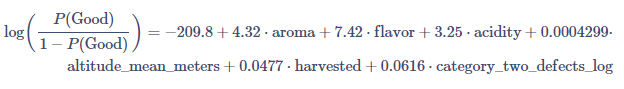 log(P(Good) / 1 − P(Good)) = −209.8 + 4.32 · aroma + 7.42 · flavor + 3.25 · acidity + 0.0004299·
altitude_mean_meters + 0.0477 · harvested + 0.0616 · category_two_defects_log